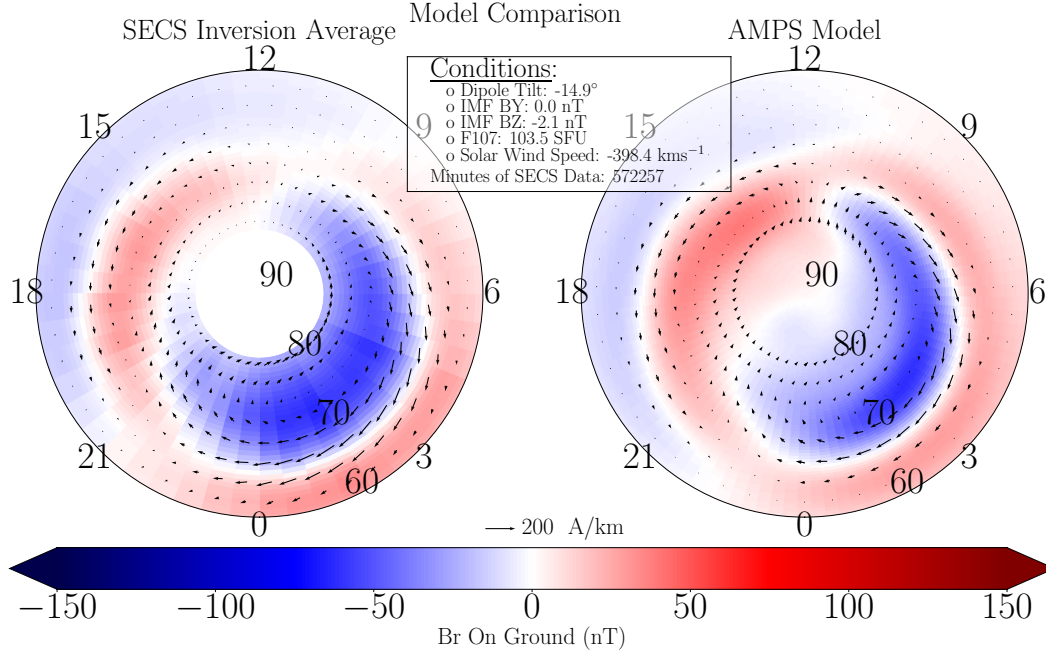 Model Comparison
SECS Inversion Average
AMPS Model
12
12
Conditions:
o Dipole Tilt: -14.9°
o IMF BY: 0.0 nT
o IMF BZ: -2.1 nT
o F107: 103.5 SFU
o Solar Wind Speed: -398.4 kms⁻¹
Minutes of SECS Data: 572257
15
9
15
9
18
90
6
18
90
6
80
80
70
70
21
3
21
3
60
60
0
0
200 A/km
−150
−100
−50
0
50
100
150
Br On Ground (nT)